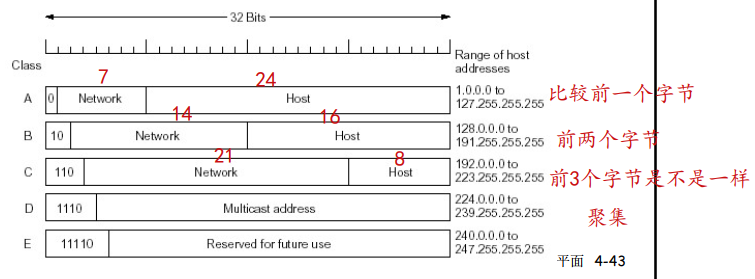 32 Bits
Class
Range of host
addresses
7
24
A
0
Network
Host
1.0.0.0 to
127.255.255.255
比较前一个字节
14
16
B
10
Network
Host
128.0.0.0 to
191.255.255.255
前两个字节
21
8
C
110
Network
Host
192.0.0.0 to
223.255.255.255
前3个字节是不是一样
聚集
D
1110
Multicast address
224.0.0.0 to
239.255.255.255
E
11110
Reserved for future use
240.0.0.0 to
247.255.255.255
平面 4-43